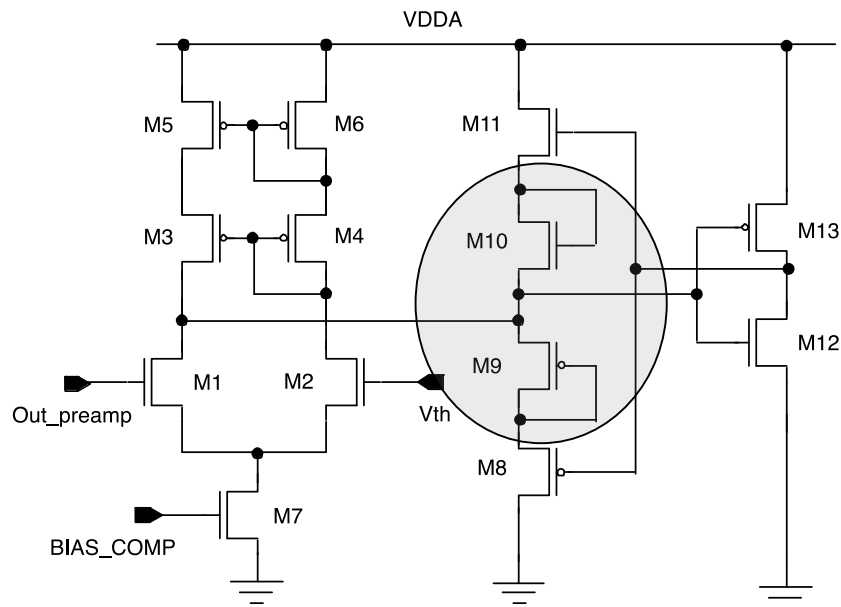 VDDA
M5
M6
M11
M3
M4
M10
M13
M9
M12
M1
M2
Out_preamp
Vth
M8
M7
BIAS_COMP